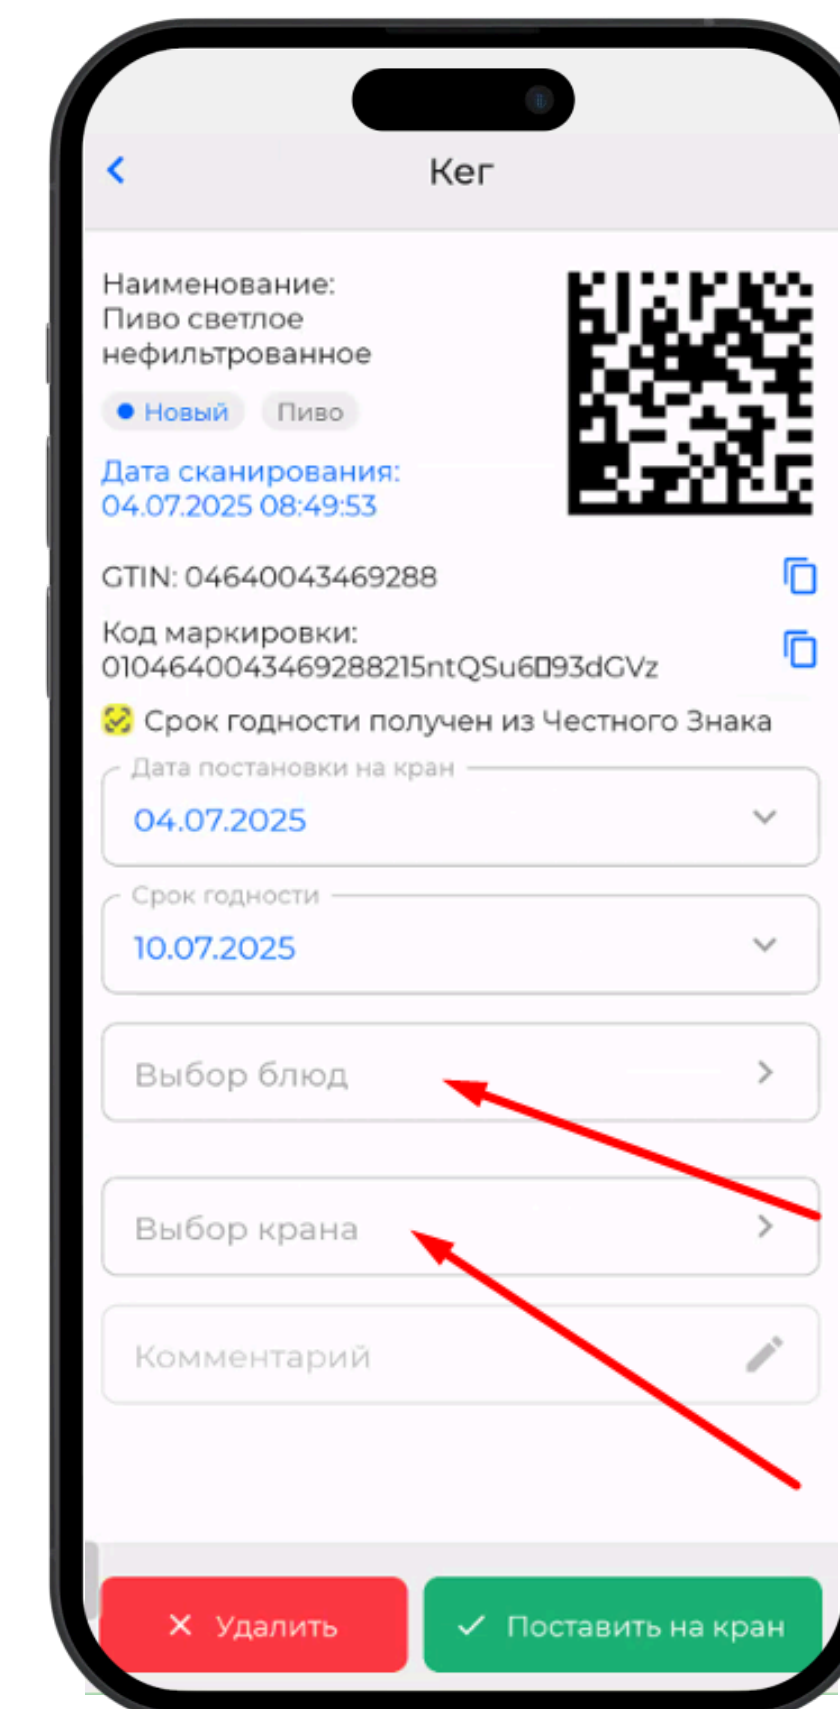 Кег
Наименование:
Пиво светлое
нефильтрованное
Новый
Пиво
Дата сканирования:
04.07.2025 08:49:53
GTIN: 04640043469288
Код маркировки:
0104640043469288215ntQSu6▯93dGVz
Срок годности получен из Честного Знака
Дата постановки на кран
04.07.2025
Срок годности
10.07.2025
Выбор блюд
Выбор крана
Комментарий
Удалить
Поставить на кран